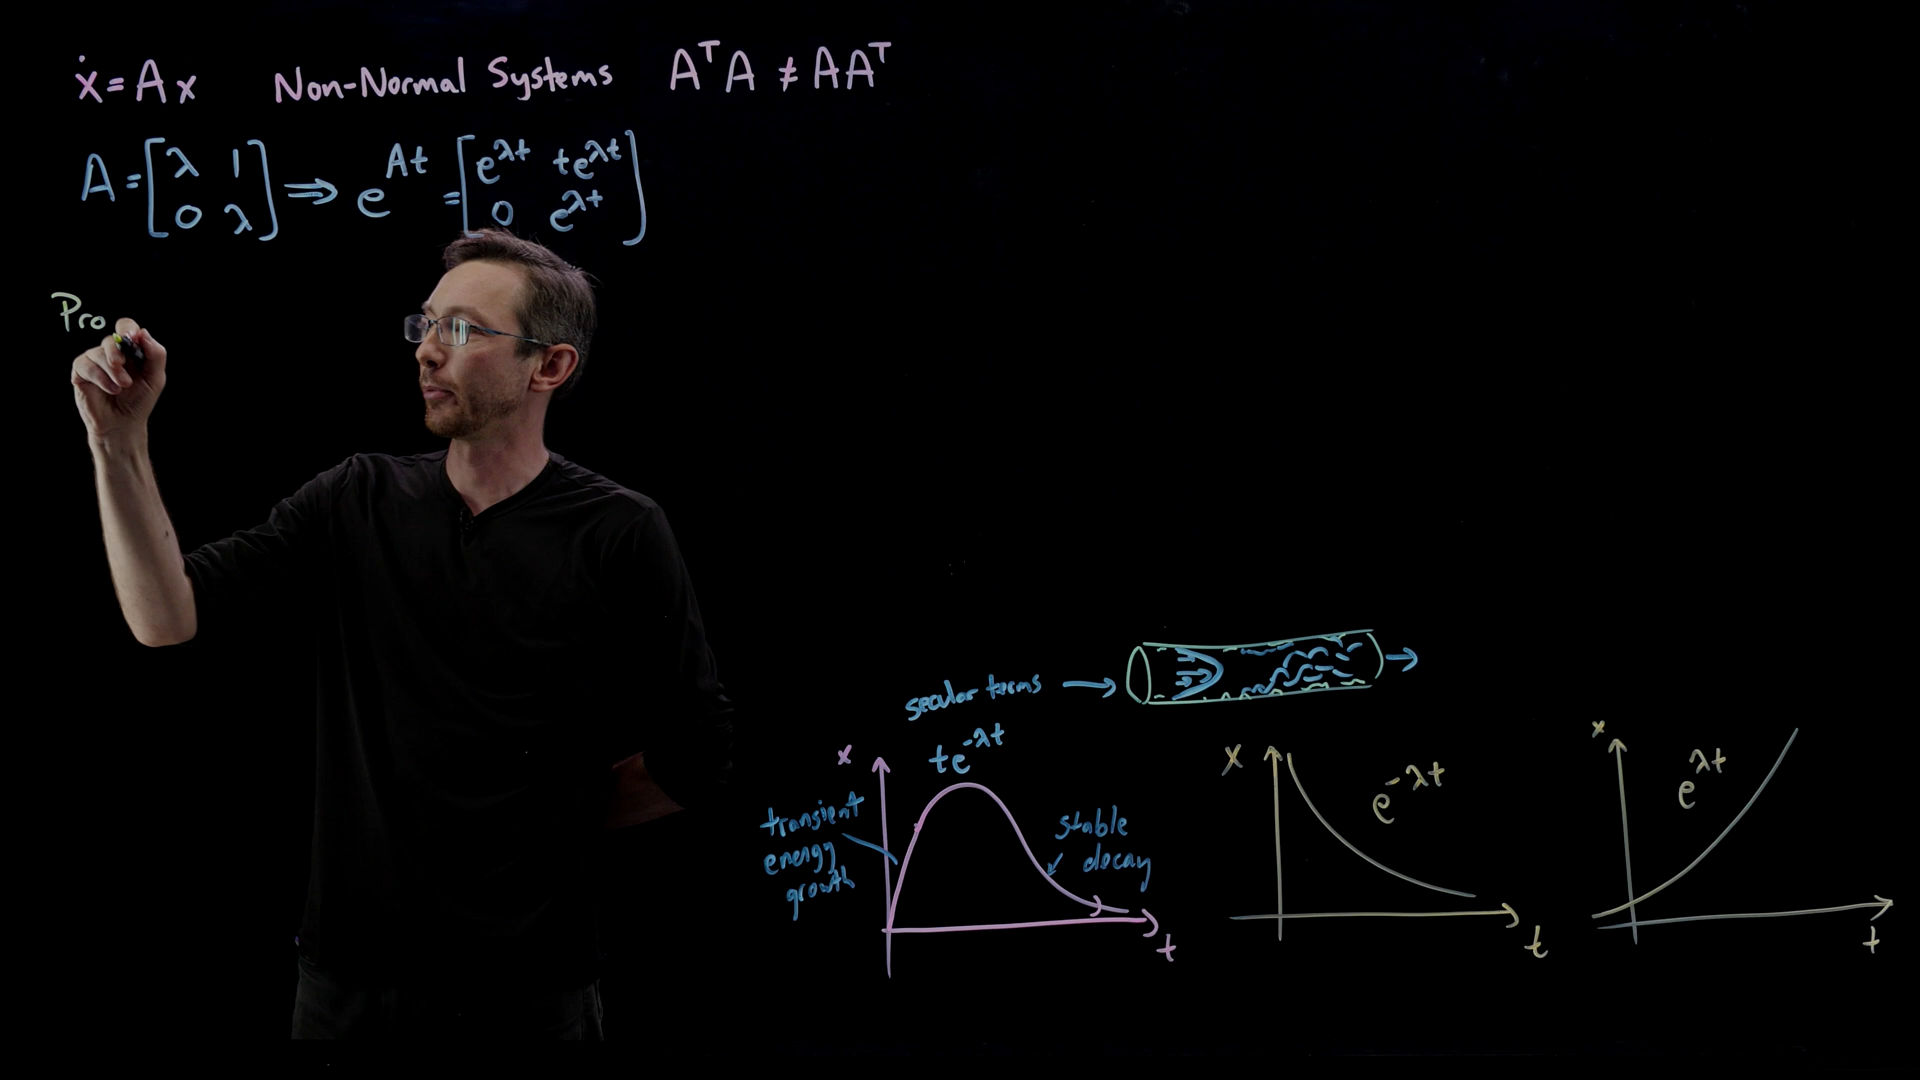 ẋ = Ax Non-Normal Systems AᵀA ≠ AAᵀ
A = [λ 1; 0 λ] ⇒ e^{At} = [e^{λt} te^{λt}; 0 e^{λt}]
Pro
secular terms
x
te^{-λt}
transient
energy
growth
stable
decay
t
x
e^{-λt}
t
x
e^{λt}
t